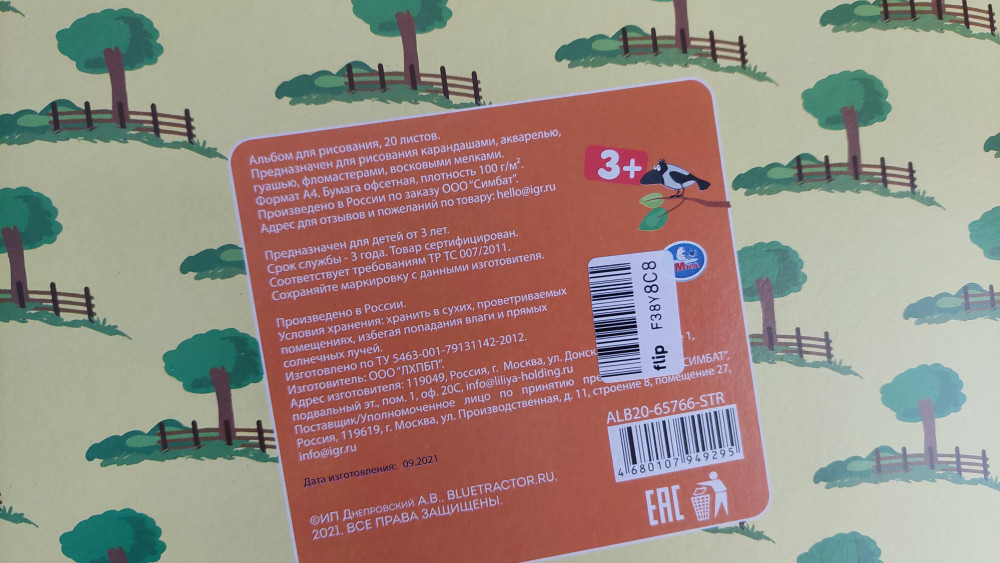 Альбом для рисования, 20 листов.
Предназначен для рисования карандашами, акварелью,
гуашью, фломастерами, восковыми мелками.
Формат А4. Бумага офсетная, плотность 100 г/м².
Произведено в России по заказу ООО "Симбат".
Адрес для отзывов и пожеланий по товару: hello@igr.ru
Предназначен для детей от 3 лет.
Срок службы - 3 года. Товар сертифицирован.
Соответствует требованиям ТР ТС 007/2011.
Сохраняйте маркировку с данными изготовителя.
Произведено в России.
Условия хранения: хранить в сухих, проветриваемых
помещениях, избегая попадания влаги и прямых
солнечных лучей.
Изготовлено по ТУ 5463-001-79131142-2012.
Изготовитель: ООО "ЛХПБП".
Адрес изготовителя: 119049, Россия, г. Москва, ул. Донск 1,
подвальный эт., пом. 1, оф. 20С, info@liliya-holding.ru
Поставщик/Уполномоченное лицо по принятию пре СИМБАТ",
Россия, 119619, г. Москва, ул. Производственная, д. 11, строение 8, помещение 27,
info@igr.ru
Дата изготовления: 09.2021
©ИП Днепровский А.В., BLUETRACTOR.RU,
2021. ВСЕ ПРАВА ЗАЩИЩЕНЫ.
3+
flip F38Y8C8
ALB20-65766-STR
4 680107 949295
ЕАС